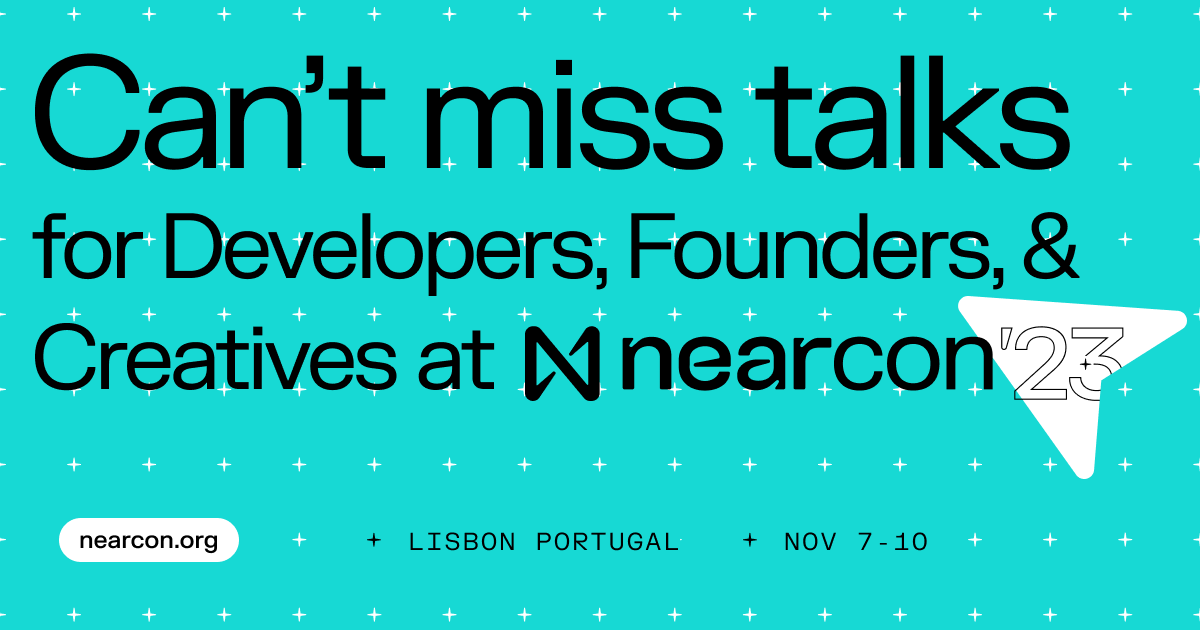 Can’t miss talks
for Developers, Founders, &
Creatives at nearcon '23
nearcon.org LISBON PORTUGAL NOV 7-10